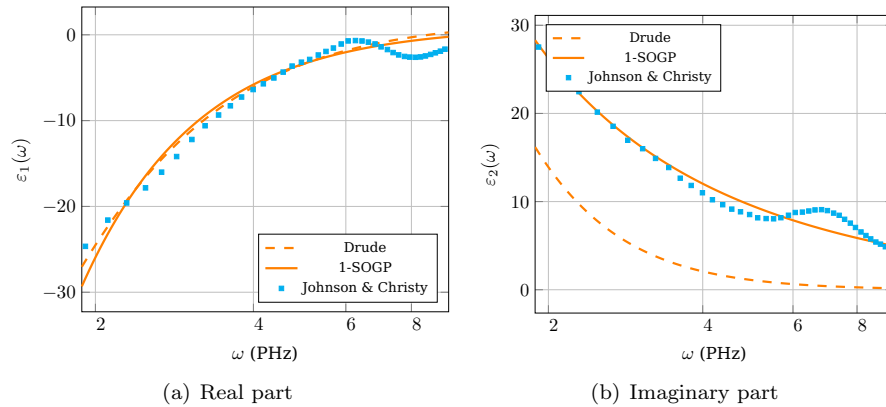 0
−10
−20
−30
ε₁(ω)
Drude
1-SOGP
Johnson & Christy
2
4
6
8
ω (PHz)
(a) Real part
30
20
10
0
ε₂(ω)
Drude
1-SOGP
Johnson & Christy
2
4
6
8
ω (PHz)
(b) Imaginary part